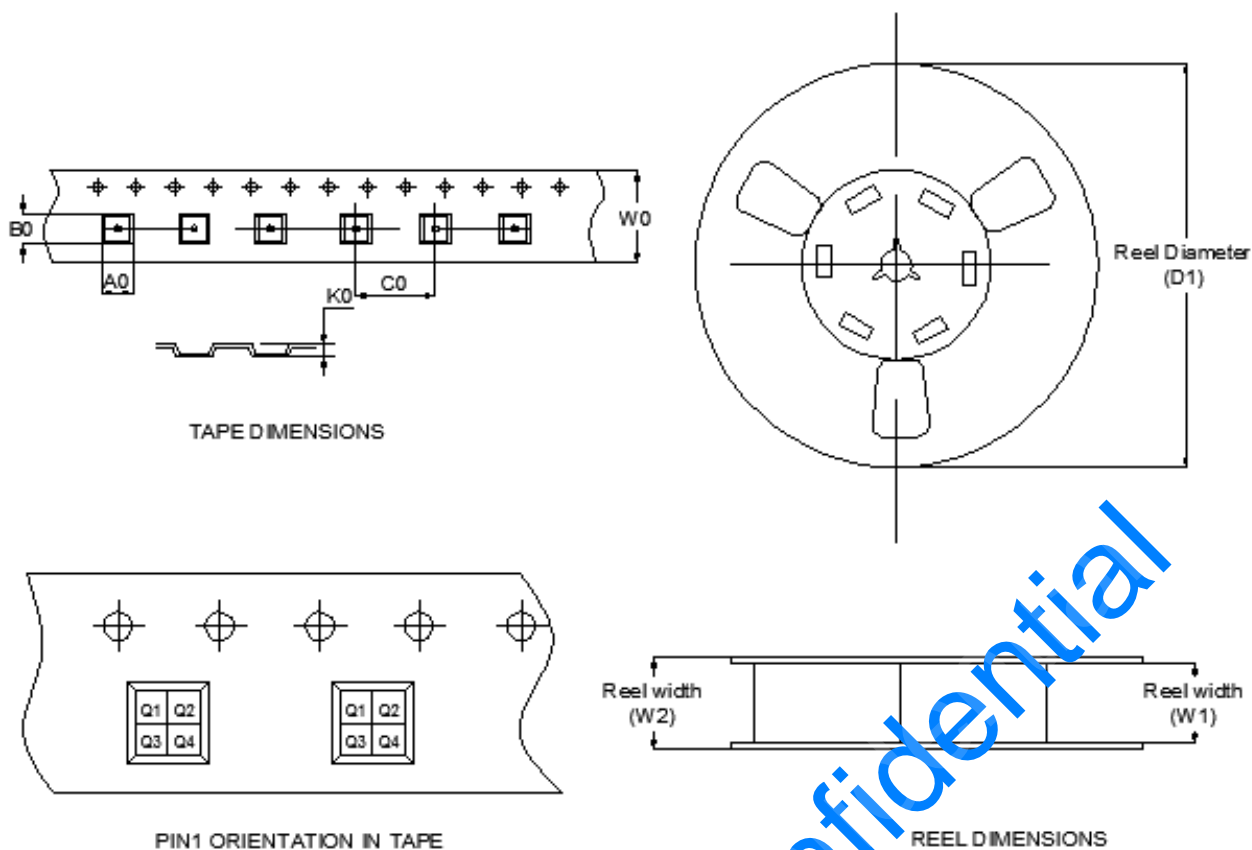 B0
A0
K0
C0
W0
TAPE DIMENSIONS
Reel Diameter
(D1)
Q1 Q2
Q3 Q4
Q1 Q2
Q3 Q4
PIN1 ORIENTATION IN TAPE
Reel width
(W2)
Reel width
(W1)
REEL DIMENSIONS
nfidential